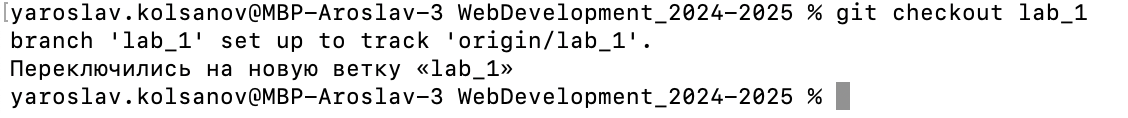 [yaroslav.kolsanov@MBP-Aroslav-3 WebDevelopment_2024-2025 % git checkout lab_1
branch 'lab_1' set up to track 'origin/lab_1'.
Переключились на новую ветку «lab_1»
yaroslav.kolsanov@MBP-Aroslav-3 WebDevelopment_2024-2025 %